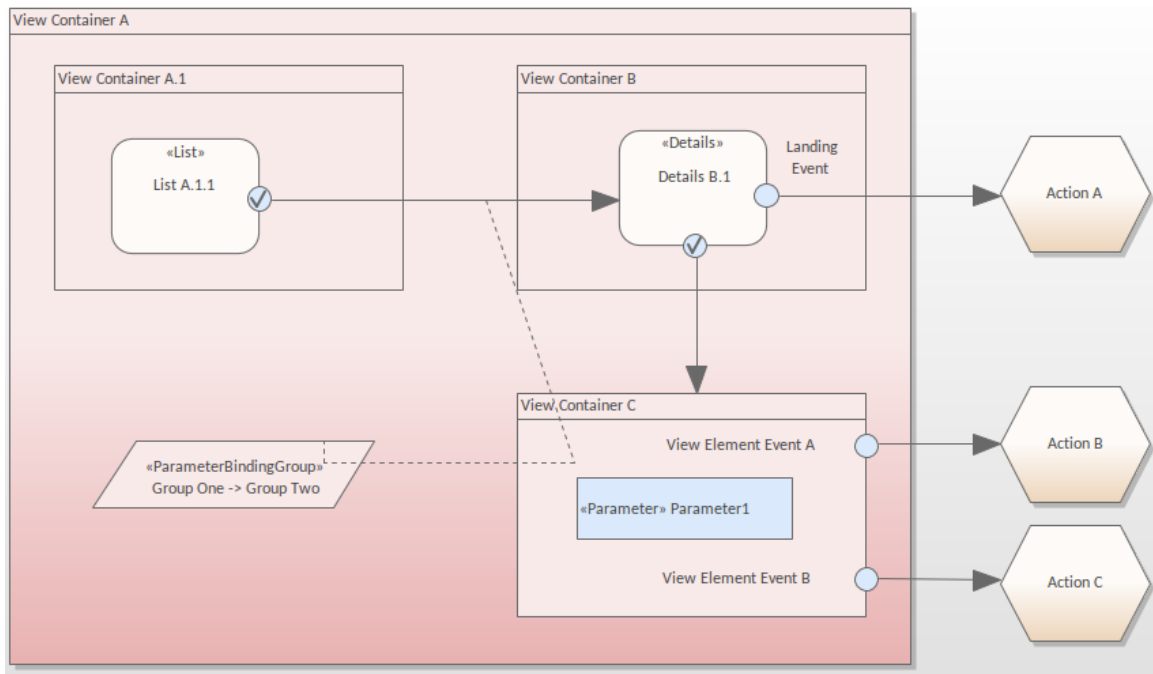 View Container A
View Container A.1
View Container B
«List»
List A.1.1
«Details»
Details B.1
Landing
Event
Action A
View Container C
View Element Event A
Action B
«ParameterBindingGroup»
Group One -> Group Two
«Parameter» Parameter1
View Element Event B
Action C